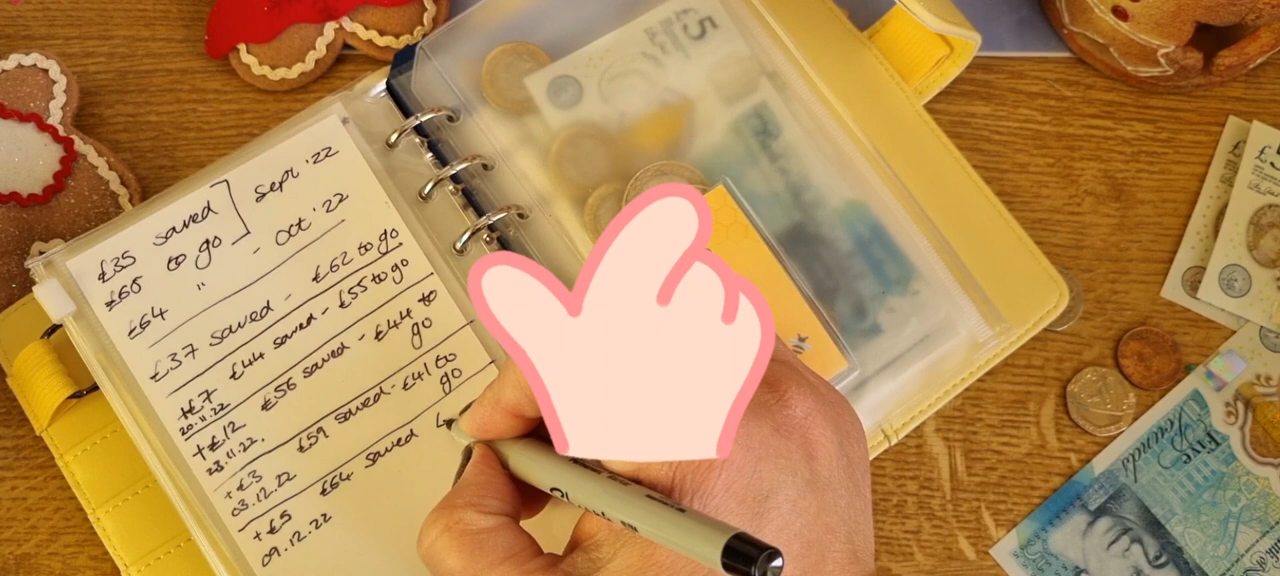 £35 saved
£65 to go
Sept '22
£64 " - Oct '22
£37 saved - £62 to go
+£7 £44 saved - £55 to go
20.11.22
+£12 £56 saved - £44 to go
28.11.22.
+£3 £59 saved - £41 to go
03.12.22
+£5 £64 saved
09.12.22
£5
Five
Pounds